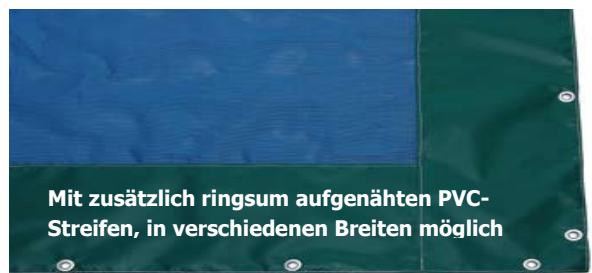 Mit zusätzlich ringsum aufgenähten PVC-
Streifen, in verschiedenen Breiten möglich